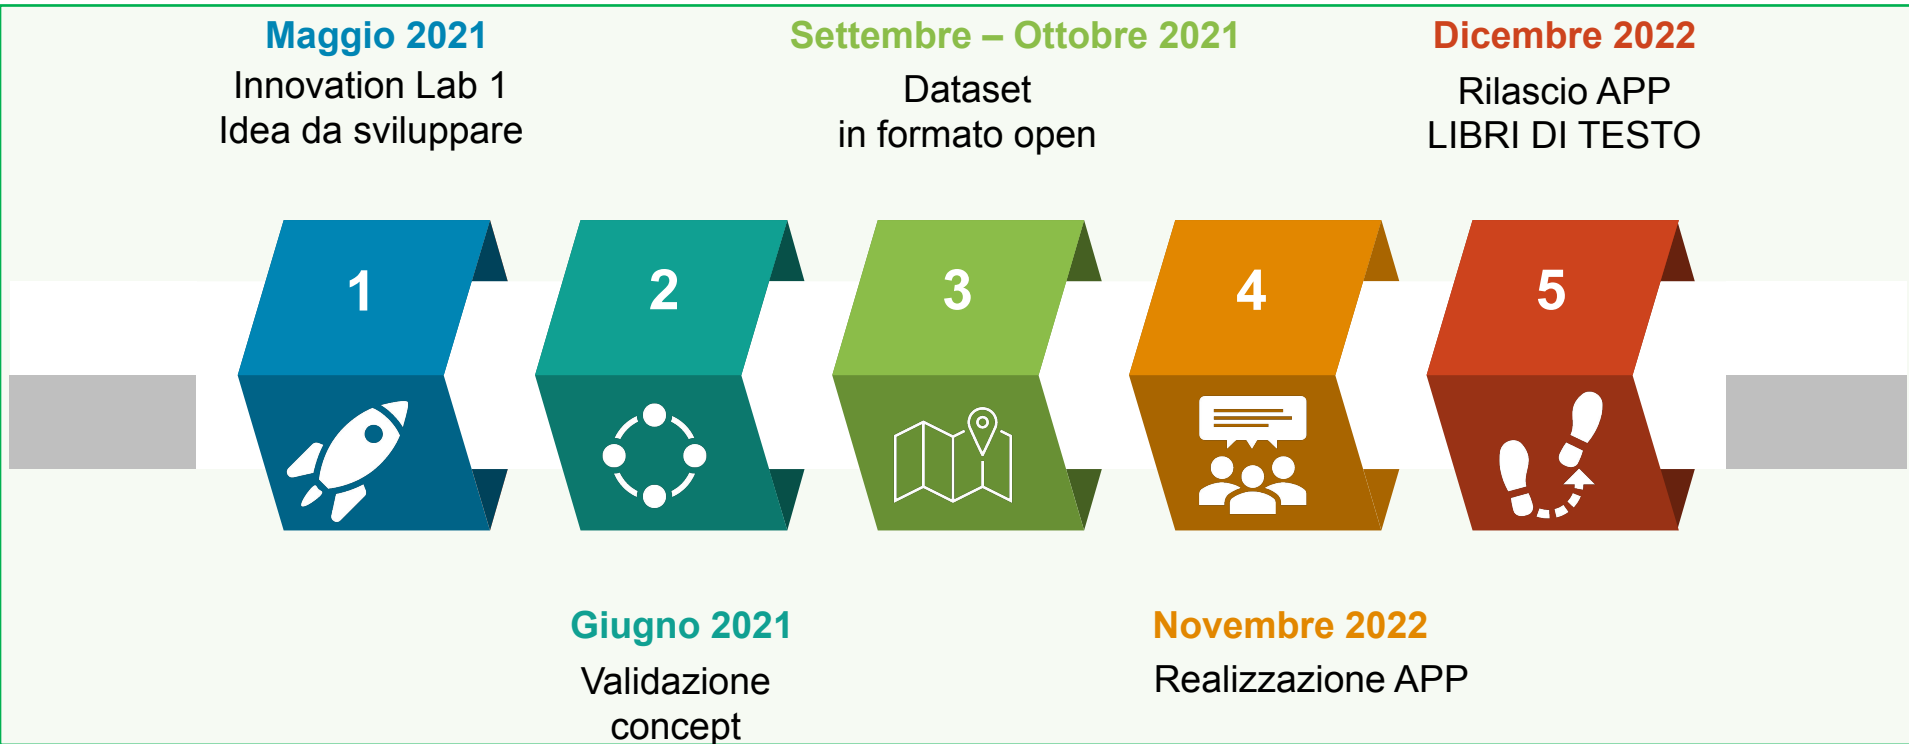 Maggio 2021
Innovation Lab 1
Idea da sviluppare
Settembre – Ottobre 2021
Dataset
in formato open
Dicembre 2022
Rilascio APP
LIBRI DI TESTO
1
2
3
4
5
Giugno 2021
Validazione
concept
Novembre 2022
Realizzazione APP